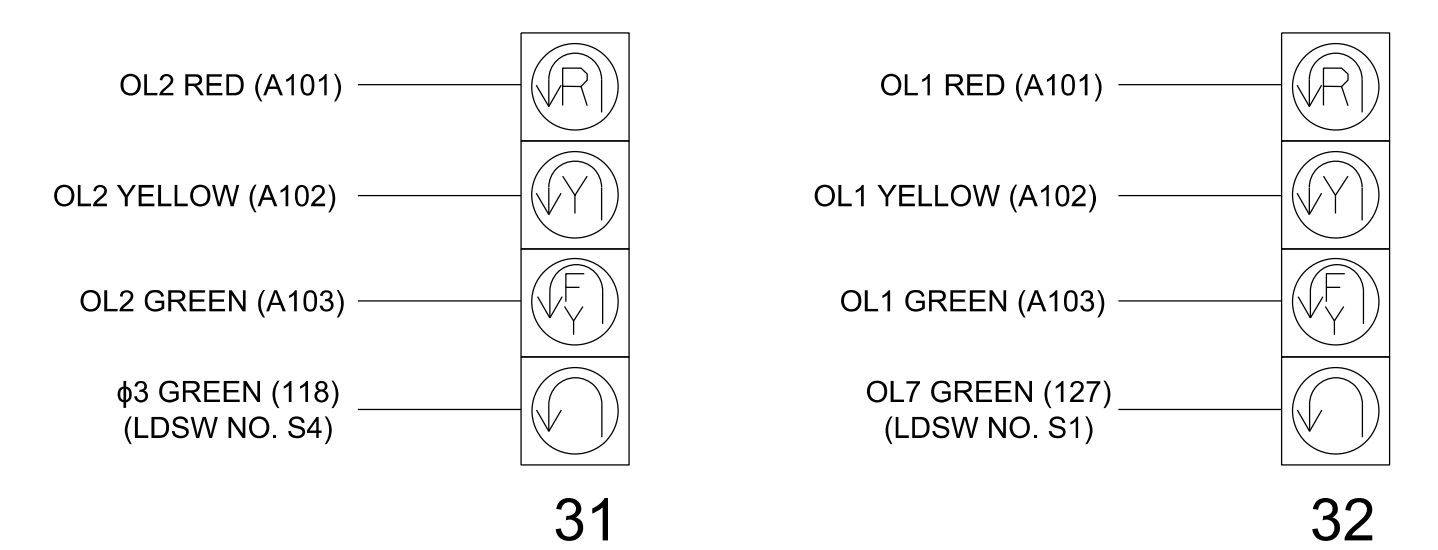 OL2 RED (A101)
R
OL2 YELLOW (A102)
Y
OL2 GREEN (A103)
F
Y
ϕ3 GREEN (118)
(LDSW NO. S4)
31
OL1 RED (A101)
R
OL1 YELLOW (A102)
Y
OL1 GREEN (A103)
F
Y
OL7 GREEN (127)
(LDSW NO. S1)
32